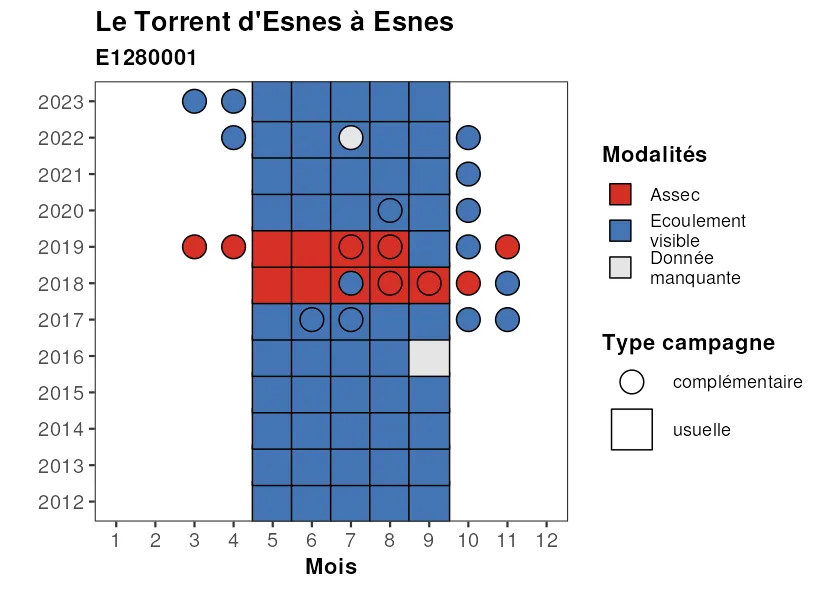 Le Torrent d'Esnes à Esnes
E1280001
2023
2022
2021
2020
2019
2018
2017
2016
2015
2014
2013
2012
1 2 3 4 5 6 7 8 9 10 11 12
Mois
Modalités
Assec
Ecoulement
visible
Donnée
manquante
Type campagne
complémentaire
usuelle